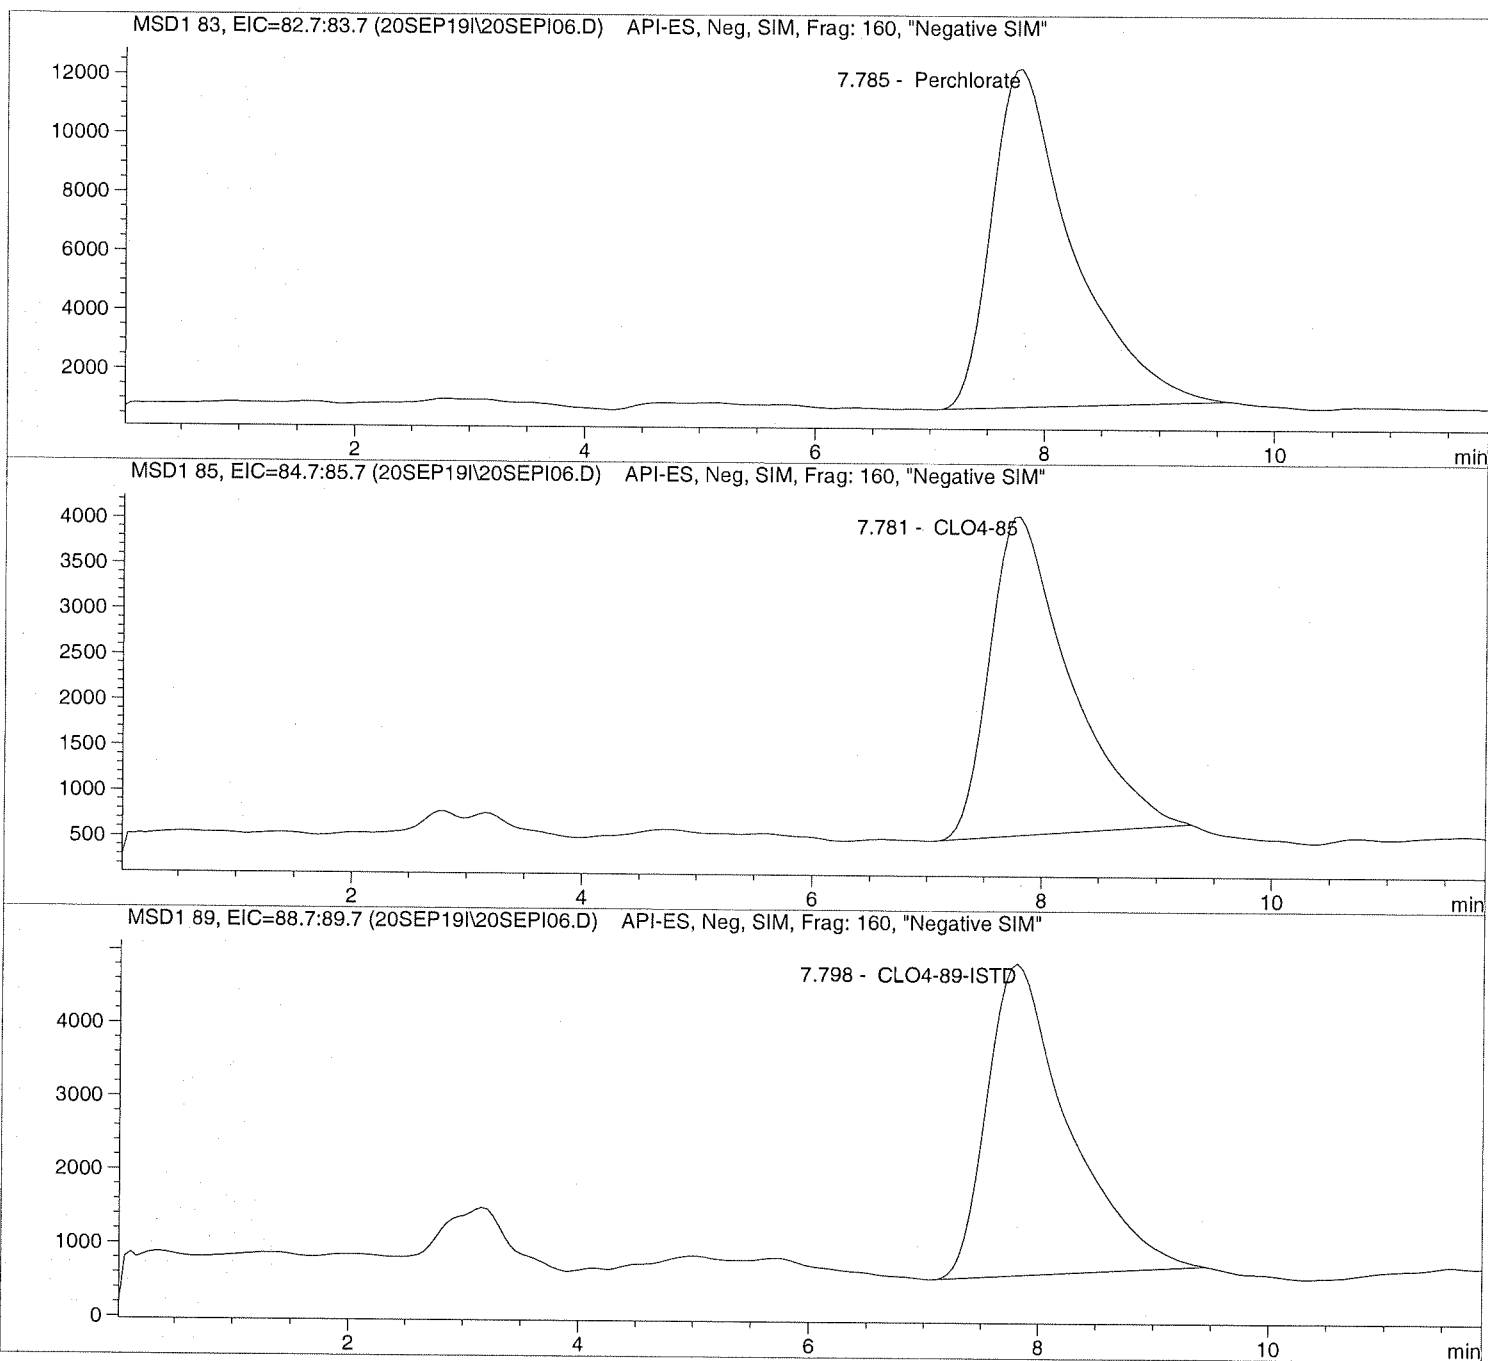 MSD1 83, EIC=82.7:83.7 (20SEP19I\20SEPI06.D) API-ES, Neg, SIM, Frag: 160, "Negative SIM"
7.785 - Perchlorate
12000
10000
8000
6000
4000
2000
2 4 6 8 10 min
MSD1 85, EIC=84.7:85.7 (20SEP19I\20SEPI06.D) API-ES, Neg, SIM, Frag: 160, "Negative SIM"
7.781 - CLO4-85
4000
3500
3000
2500
2000
1500
1000
500
2 4 6 8 10 min
MSD1 89, EIC=88.7:89.7 (20SEP19I\20SEPI06.D) API-ES, Neg, SIM, Frag: 160, "Negative SIM"
7.798 - CLO4-89-ISTD
4000
3000
2000
1000
0
2 4 6 8 10 min